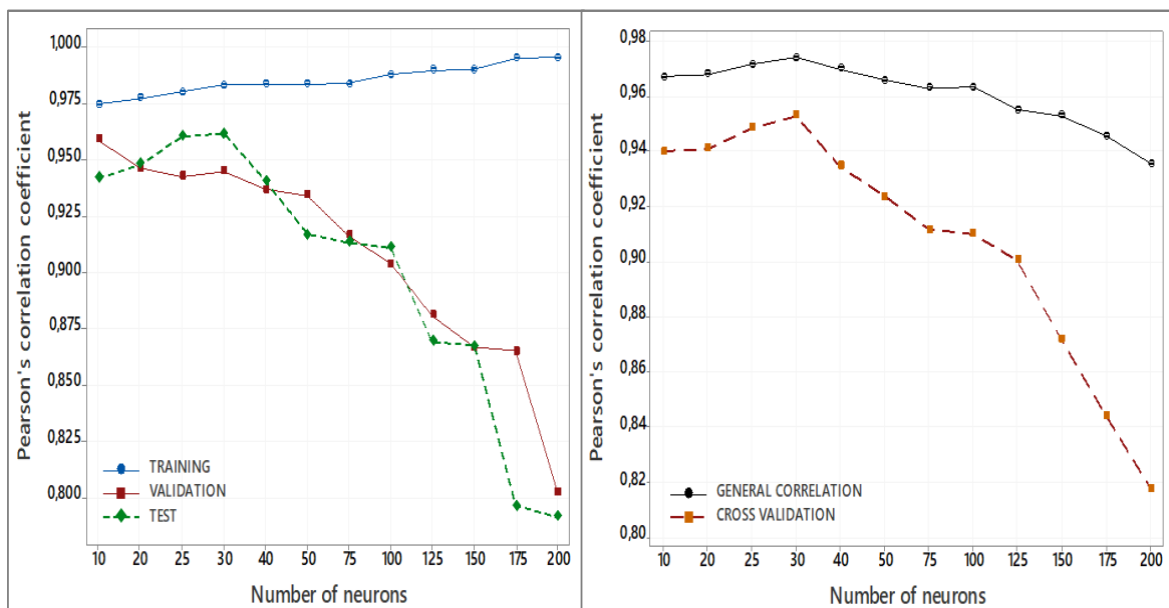 Pearson's correlation coefficient
1,000
0,975
0,950
0,925
0,900
0,875
0,850
0,825
0,800
TRAINING
VALIDATION
TEST
10 20 25 30 40 50 75 100 125 150 175 200
Number of neurons
Pearson's correlation coefficient
0,98
0,96
0,94
0,92
0,90
0,88
0,86
0,84
0,82
0,80
GENERAL CORRELATION
CROSS VALIDATION
10 20 25 30 40 50 75 100 125 150 175 200
Number of neurons